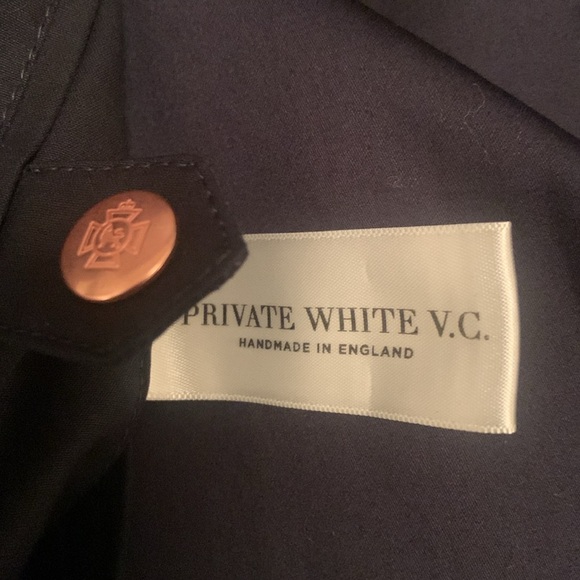 PRIVATE WHITE V.C.
HANDMADE IN ENGLAND